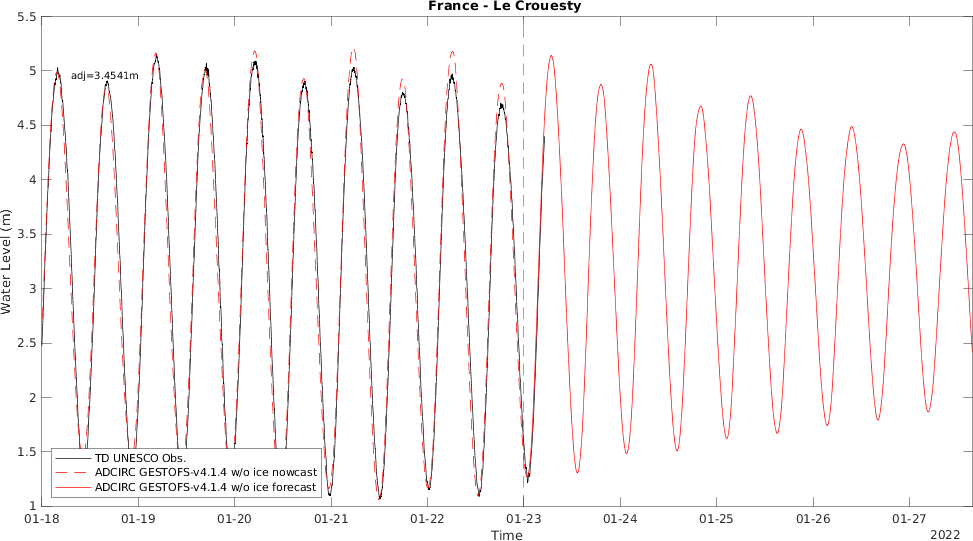 France - Le Crouesty
5.5
5
4.5
4
3.5
3
2.5
2
1.5
1
Water Level (m)
adj=3.4541m
TD UNESCO Obs.
ADCIRC GESTOFS-v4.1.4 w/o ice nowcast
ADCIRC GESTOFS-v4.1.4 w/o ice forecast
01-18 01-19 01-20 01-21 01-22 01-23 01-24 01-25 01-26 01-27
Time
2022